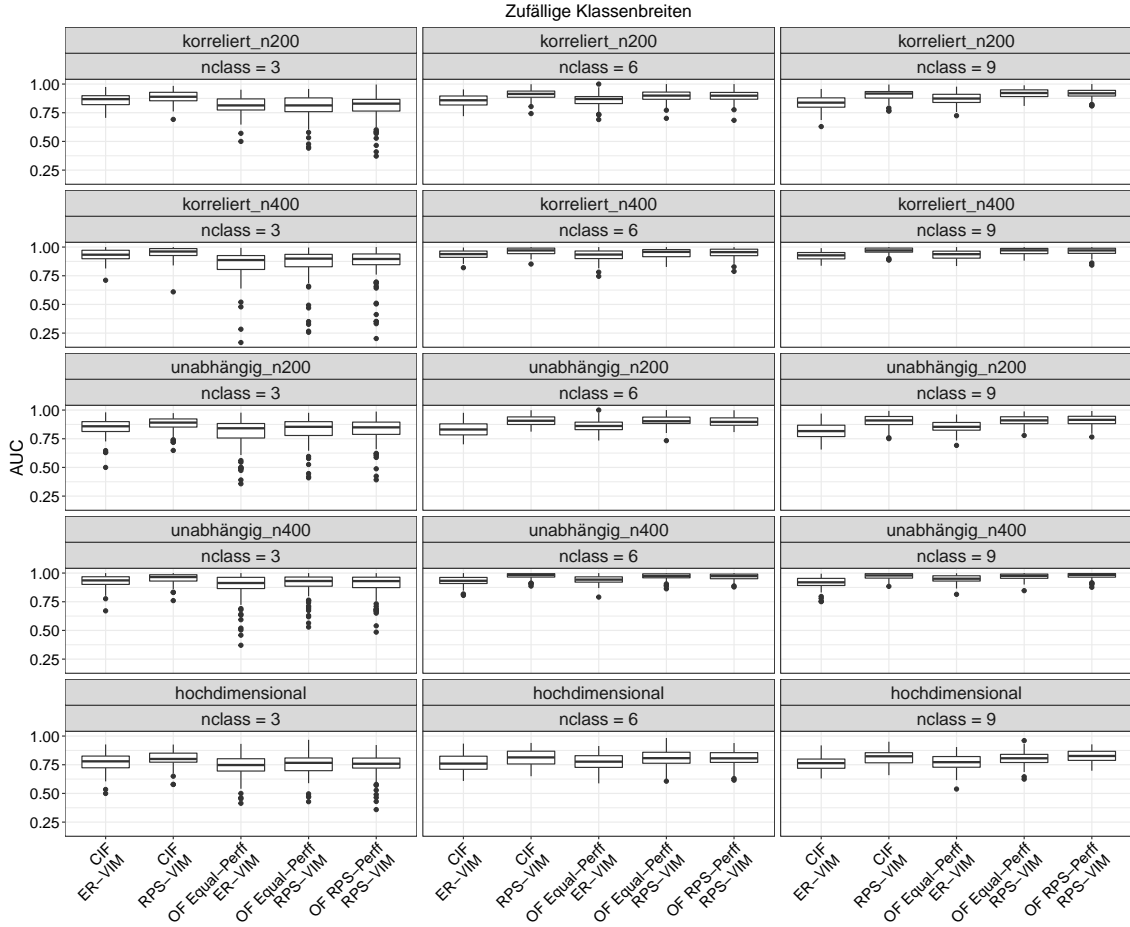 Zufällige Klassenbreiten
korreliert_n200
korreliert_n200
korreliert_n200
nclass = 3
nclass = 6
nclass = 9
1.00
0.75
0.50
0.25
korreliert_n400
korreliert_n400
korreliert_n400
nclass = 3
nclass = 6
nclass = 9
1.00
0.75
0.50
0.25
unabhängig_n200
unabhängig_n200
unabhängig_n200
nclass = 3
nclass = 6
nclass = 9
1.00
0.75
0.50
0.25
AUC
unabhängig_n400
unabhängig_n400
unabhängig_n400
nclass = 3
nclass = 6
nclass = 9
1.00
0.75
0.50
0.25
hochdimensional
hochdimensional
hochdimensional
nclass = 3
nclass = 6
nclass = 9
1.00
0.75
0.50
0.25
CIF
ER−VIM
CIF
RPS−VIM
OF Equal−Perff
ER−VIM
OF Equal−Perff
RPS−VIM
OF RPS−Perff
RPS−VIM
CIF
ER−VIM
CIF
RPS−VIM
OF Equal−Perff
ER−VIM
OF Equal−Perff
RPS−VIM
OF RPS−Perff
RPS−VIM
CIF
ER−VIM
CIF
RPS−VIM
OF Equal−Perff
ER−VIM
OF Equal−Perff
RPS−VIM
OF RPS−Perff
RPS−VIM